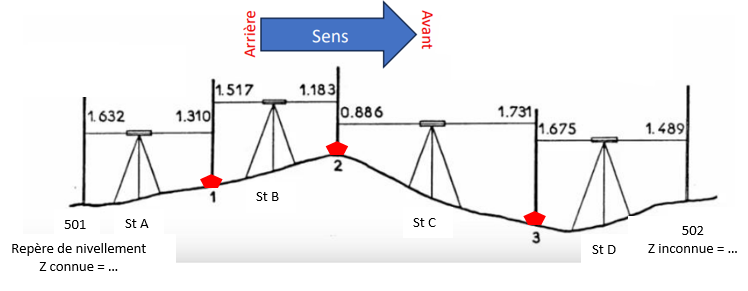 Arrière
Sens
Avant
1.632
1.310
1.517
1.183
0.886
1.731
1.675
1.489
1
2
3
501
St A
St B
St C
St D
502
Repère de nivellement
Z connue = ...
Z inconnue = ...